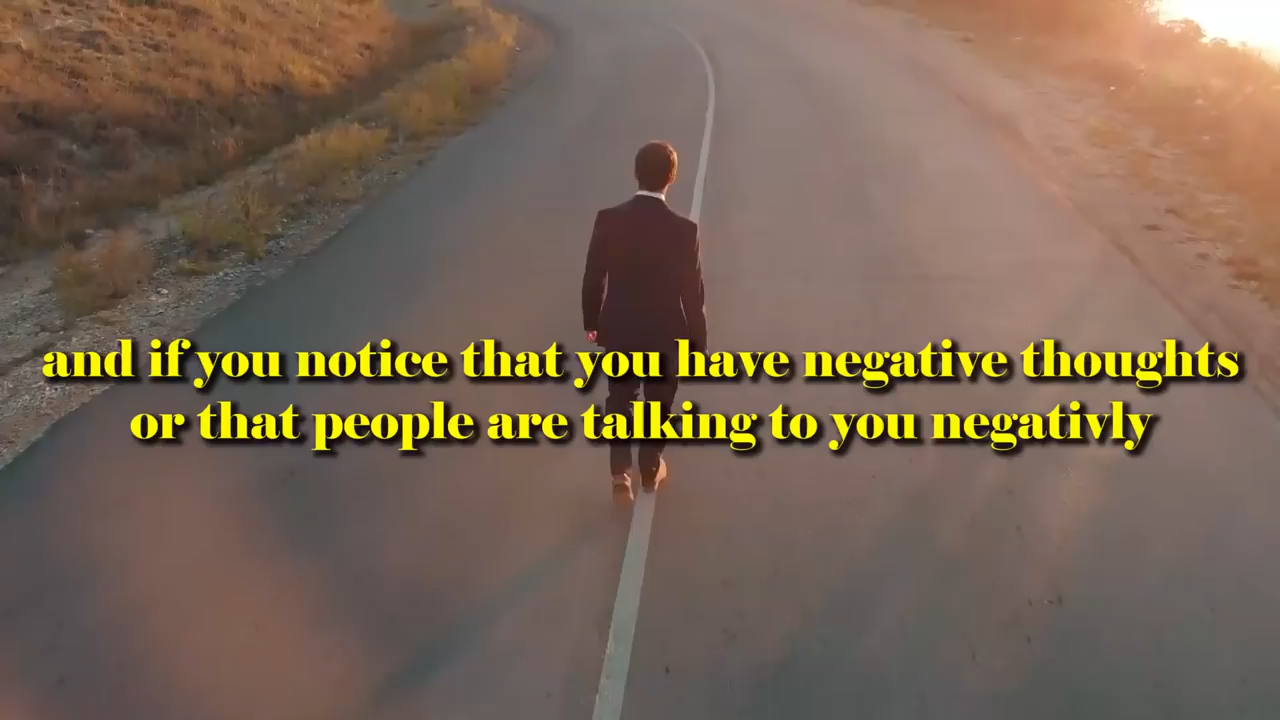 and if you notice that you have negative thoughts
or that people are talking to you negativly